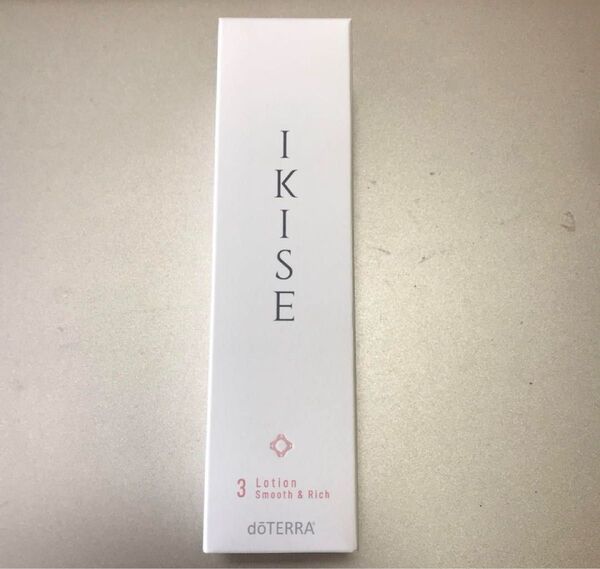 IKISE
3 Lotion
Smooth & Rich
dōTERRA®